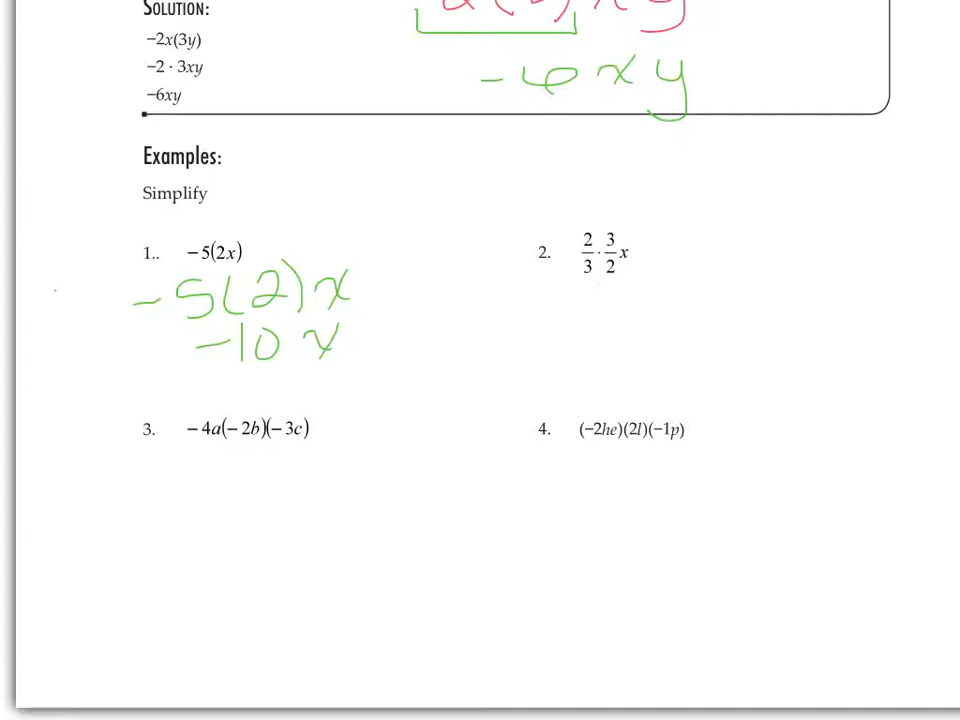 SOLUTION:
−2x(3y)
−2 · 3xy
−6xy
−6xy
Examples:
Simplify
1.. −5(2x)
2. 2/3 · 3/2 x
−5(2)x
−10x
3. −4a(−2b)(−3c)
4. (−2he)(2l)(−1p)